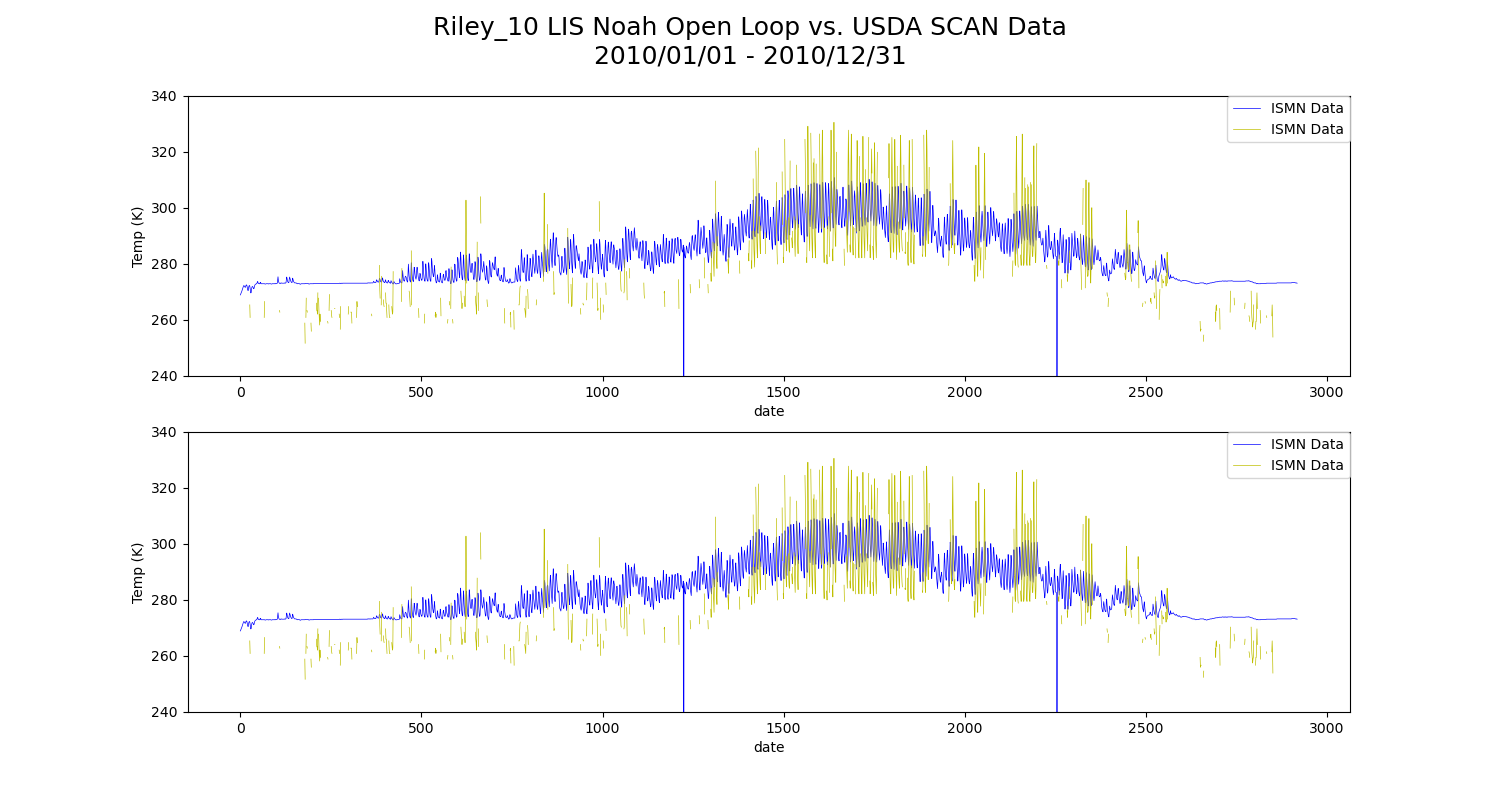 Riley_10 LIS Noah Open Loop vs. USDA SCAN Data
2010/01/01 - 2010/12/31
340
320
300
280
260
240
Temp (K)
ISMN Data
ISMN Data
0 500 1000 1500 2000 2500 3000
date
340
320
300
280
260
240
Temp (K)
ISMN Data
ISMN Data
0 500 1000 1500 2000 2500 3000
date